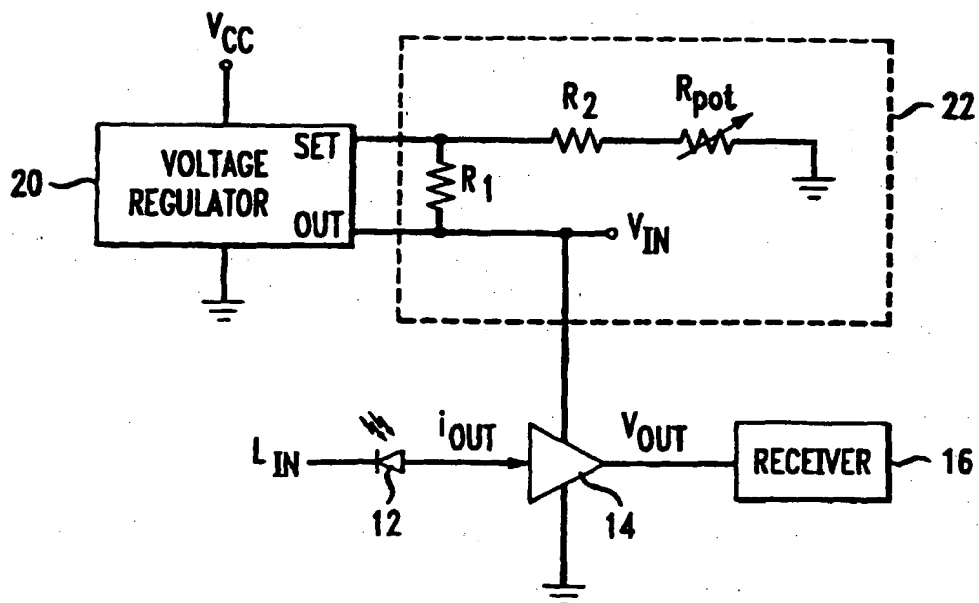 V_CC
R_2
R_pot
22
SET
VOLTAGE
REGULATOR
20
R_1
OUT
V_IN
L_IN
i_OUT
V_OUT
RECEIVER
16
12
14